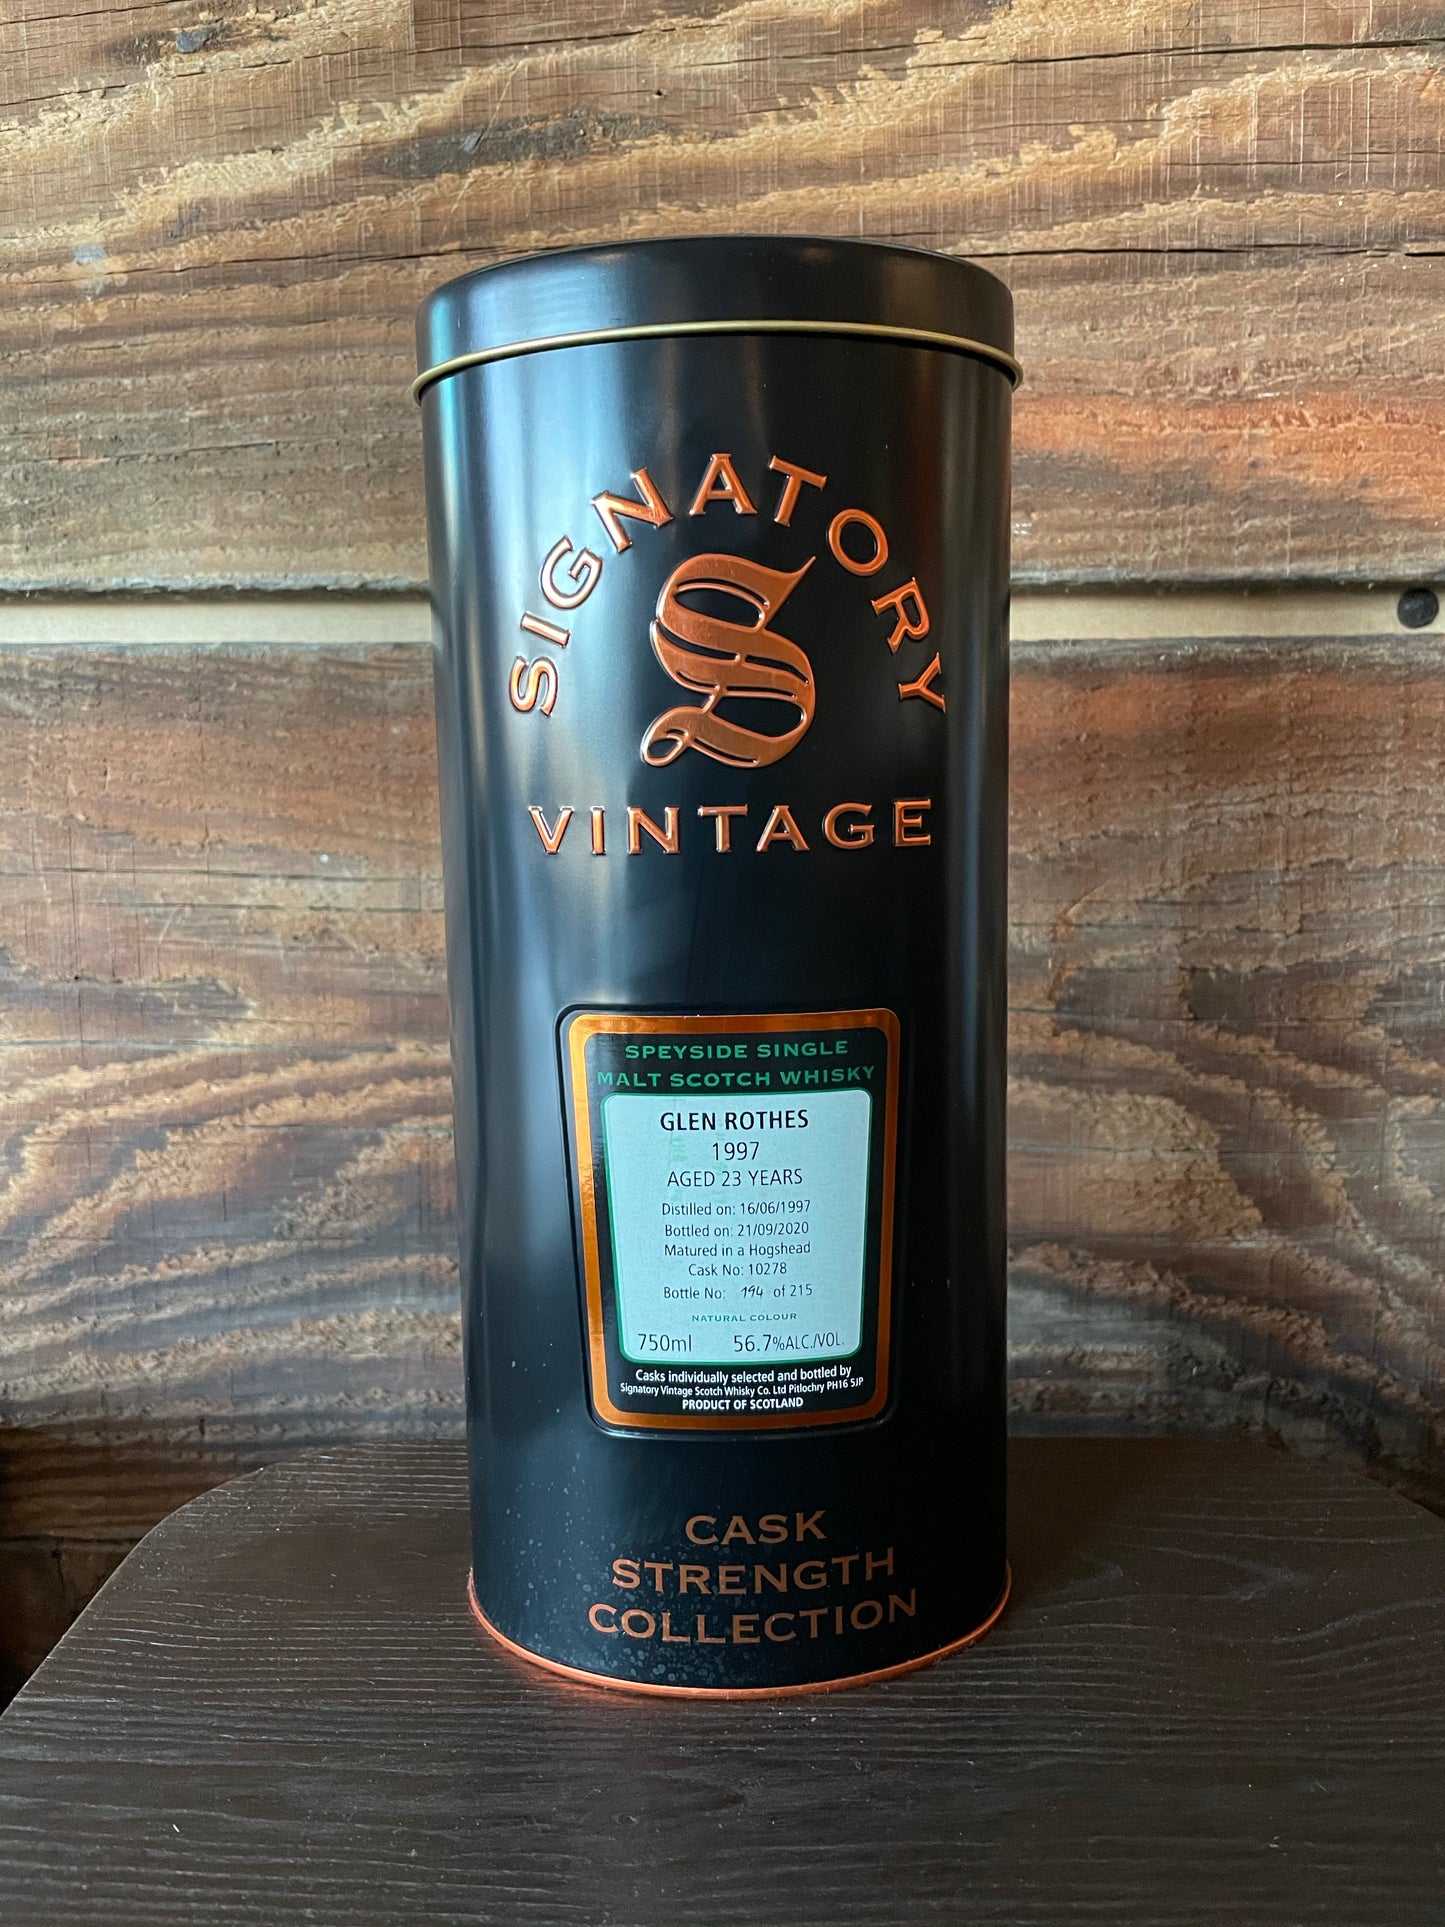 SIGNATORY
S
VINTAGE
SPEYSIDE SINGLE
MALT SCOTCH WHISKY
GLEN ROTHES
1997
AGED 23 YEARS
Distilled on: 16/06/1997
Bottled on: 21/09/2020
Matured in a Hogshead
Cask No: 10278
Bottle No: 194 of 215
NATURAL COLOUR
750ml 56.7%ALC./VOL.
Casks individually selected and bottled by
Signatory Vintage Scotch Whisky Co. Ltd Pitlochry PH16 5JP
PRODUCT OF SCOTLAND
CASK
STRENGTH
COLLECTION